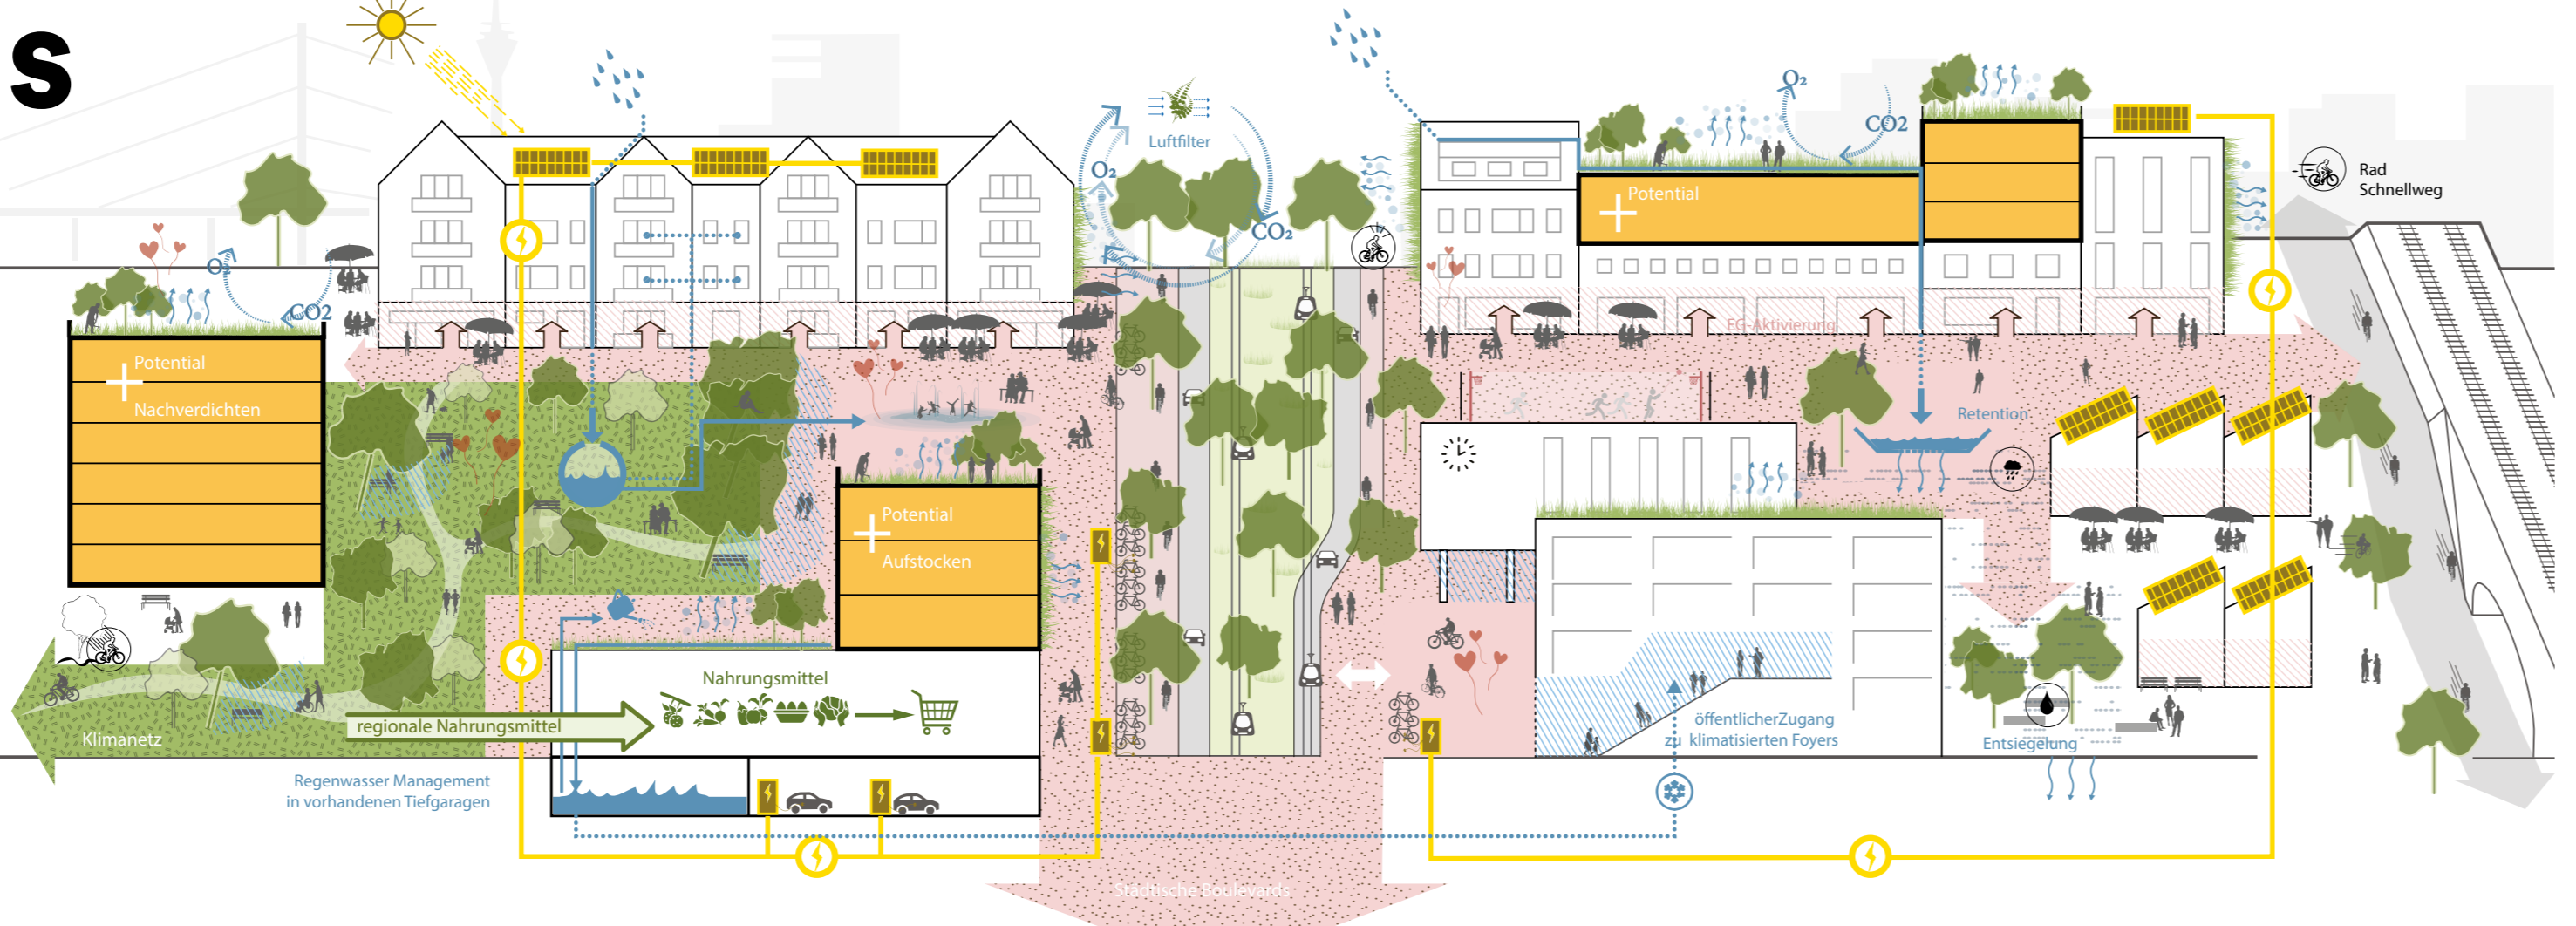 S
O₂
CO2
Potential
Nachverdichten
Klimanetz
regionale Nahrungsmittel
Nahrungsmittel
Regenwasser Management
in vorhandenen Tiefgaragen
Potential
Aufstocken
Luftfilter
O₂
CO₂
Städtische Boulevards
Potential
O₂
CO2
EG-Aktivierung
Retention
öffentlicherZugang
zu klimatisierten Foyers
Entsiegelung
Rad
Schnellweg